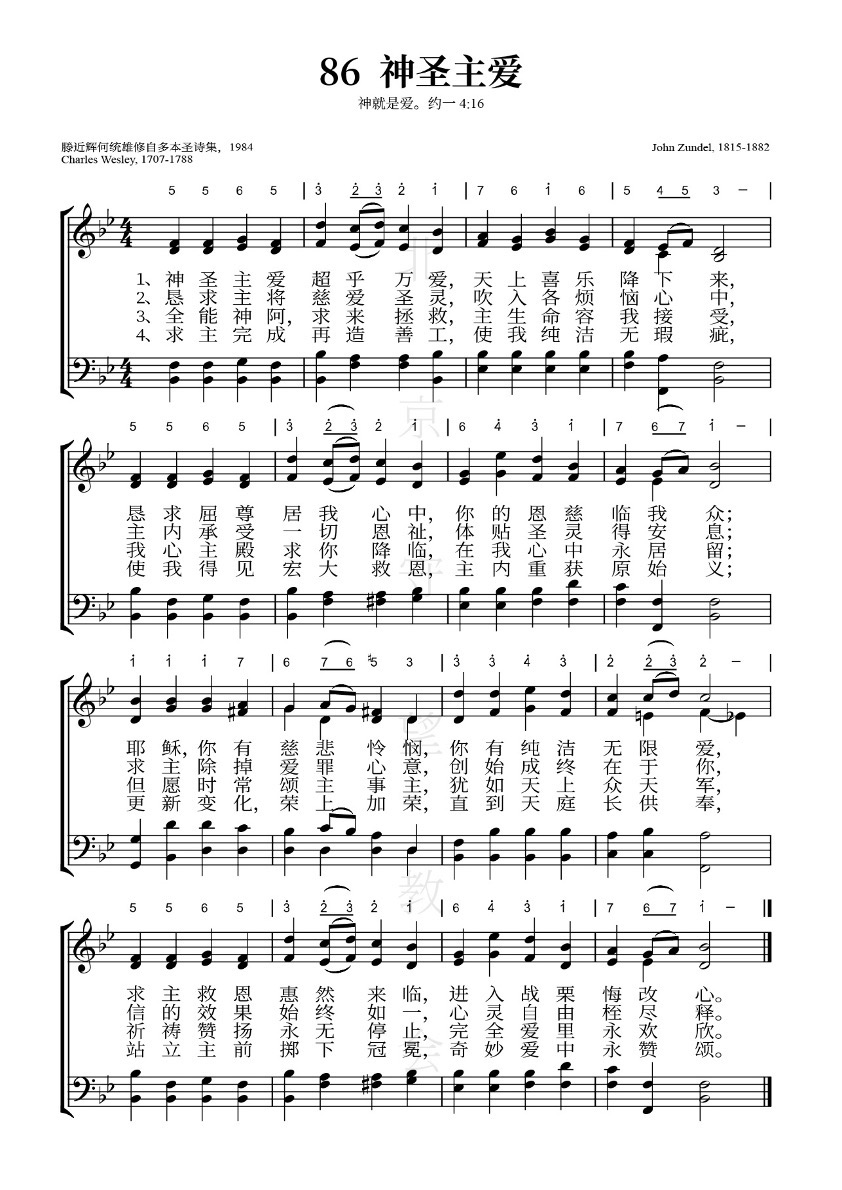 86 神圣主爱
神就是爱。约一 4:16
滕近辉何统雄修自多本圣诗集，1984
Charles Wesley, 1707-1788
John Zundel, 1815-1882
5 5 6 5 | 3 2 3 2 1 | 7 6 1 6 | 5 4 5 3 – |
1、神圣主爱超乎万爱，天上喜乐降下来，
2、恳求主将慈爱圣灵，吹入各烦恼心中，
3、全能神阿，求来拯救，主生命容我接受，
4、求主完成再造善工，使我纯洁无瑕疵，
5 5 6 5 | 3 2 3 2 1 | 6 4 3 1 | 7 6 7 1 – |
恳求屈尊居我心中，你的恩慈临我众；
主内承受一切恩祉，体贴圣灵得安息；
我心主殿求你降临，在我心中永居留；
使我得见宏大救恩，主内重获原始义；
1 1 1 7 | 6 7 6 #5 3 | 3 3 4 3 | 2 2 3 2 – |
耶稣，你有慈悲怜悯，你有纯洁无限爱，
求主除掉爱罪心意，创始成终在于你，
但愿时常颂主事主，犹如天上众天军，
更新变化，荣上加荣，直到天庭长供奉，
5 5 6 5 | 3 2 3 2 1 | 6 4 3 1 | 7 6 7 1 – ‖
求主救恩惠然来临，进入战栗悔改心。
信的效果始终如一，心灵自由桎尽释。
祈祷赞扬永无停止，完全爱里永欢欣。
站立主前掷下冠冕，奇妙爱中永赞颂。
北京守望教会